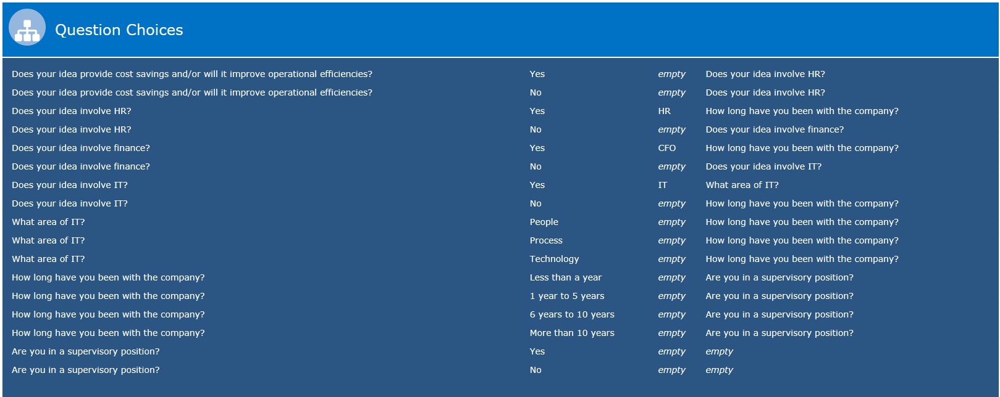 Question Choices
Does your idea provide cost savings and/or will it improve operational efficiencies? Yes empty Does your idea involve HR?
Does your idea provide cost savings and/or will it improve operational efficiencies? No empty Does your idea involve HR?
Does your idea involve HR? Yes HR How long have you been with the company?
Does your idea involve HR? No empty Does your idea involve finance?
Does your idea involve finance? Yes CFO How long have you been with the company?
Does your idea involve finance? No empty Does your idea involve IT?
Does your idea involve IT? Yes IT What area of IT?
Does your idea involve IT? No empty How long have you been with the company?
What area of IT? People empty How long have you been with the company?
What area of IT? Process empty How long have you been with the company?
What area of IT? Technology empty How long have you been with the company?
How long have you been with the company? Less than a year empty Are you in a supervisory position?
How long have you been with the company? 1 year to 5 years empty Are you in a supervisory position?
How long have you been with the company? 6 years to 10 years empty Are you in a supervisory position?
How long have you been with the company? More than 10 years empty Are you in a supervisory position?
Are you in a supervisory position? Yes empty empty
Are you in a supervisory position? No empty empty